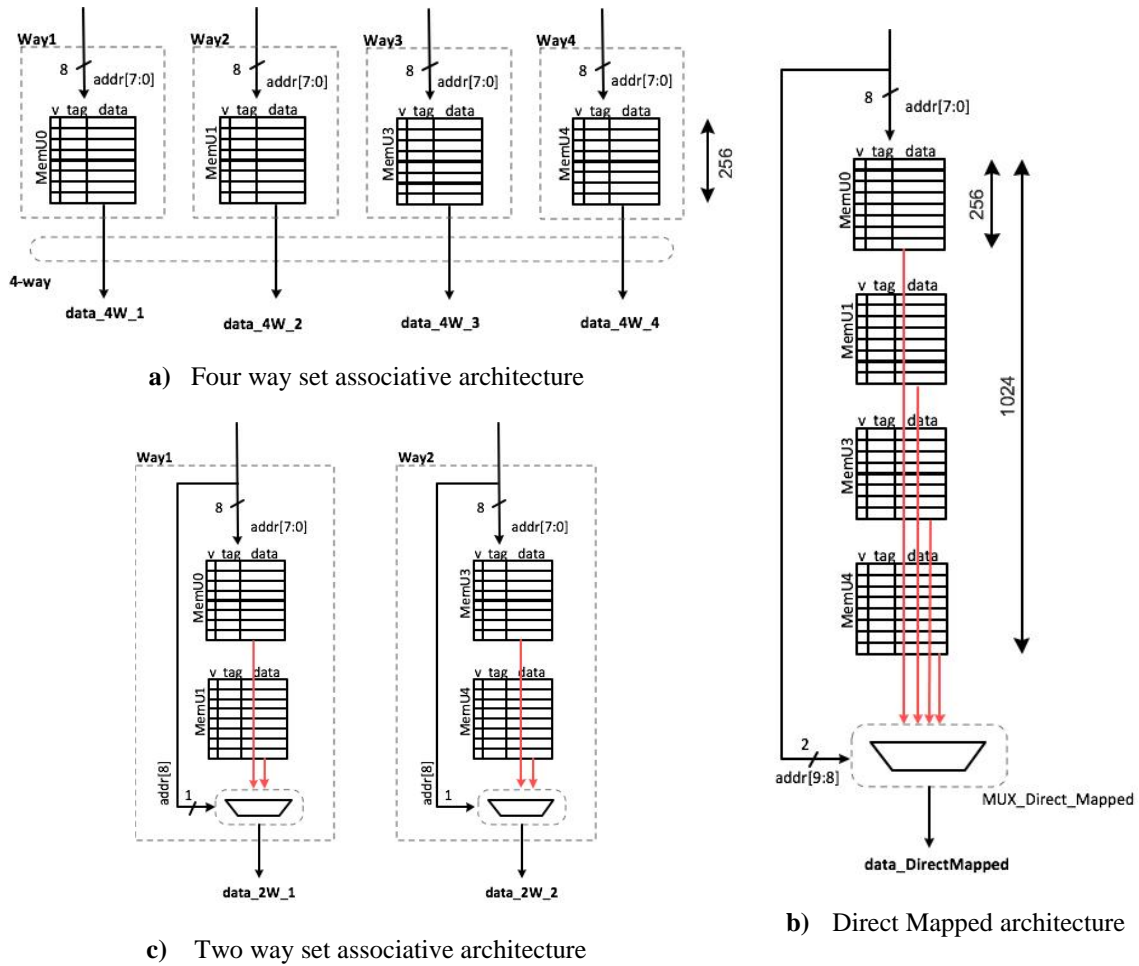 Way1
8
addr[7:0]
v tag data
MemU0
Way2
8
addr[7:0]
v tag data
MemU1
Way3
8
addr[7:0]
v tag data
MemU3
Way4
8
addr[7:0]
v tag data
MemU4
256
4-way
data_4W_1
data_4W_2
data_4W_3
data_4W_4
a) Four way set associative architecture
Way1
8
addr[7:0]
v tag data
MemU0
v tag data
MemU1
addr[8]
1
data_2W_1
Way2
8
addr[7:0]
v tag data
MemU3
v tag data
MemU4
addr[8]
1
data_2W_2
c) Two way set associative architecture
8
addr[7:0]
v tag data
MemU0
256
v tag data
MemU1
1024
v tag data
MemU3
v tag data
MemU4
2
addr[9:8]
MUX_Direct_Mapped
data_DirectMapped
b) Direct Mapped architecture